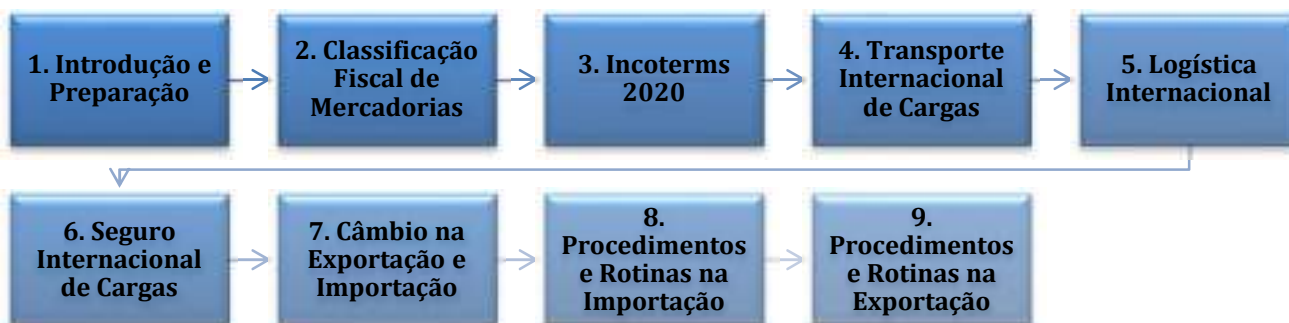 1. Introdução e
Preparação
2. Classificação
Fiscal de
Mercadorias
3. Incoterms
2020
4. Transporte
Internacional
de Cargas
5. Logística
Internacional
6. Seguro
Internacional
de Cargas
7. Câmbio na
Exportação e
Importação
8.
Procedimentos
e Rotinas na
Importação
9.
Procedimentos
e Rotinas na
Exportação